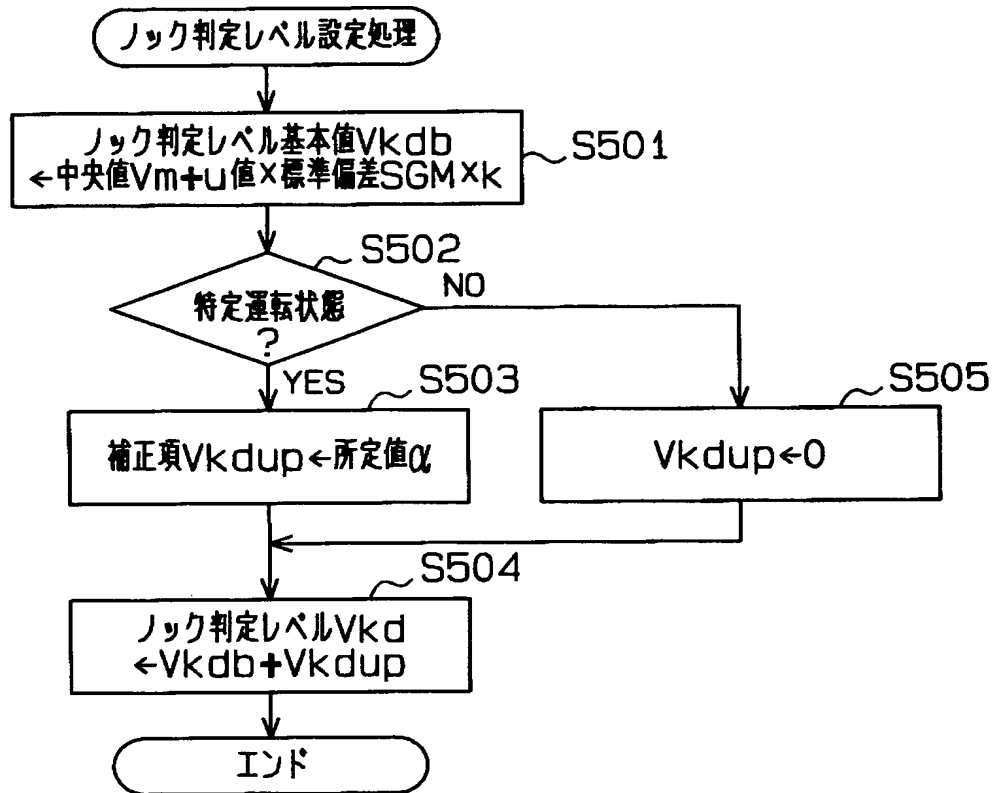 ノック判定レベル設定処理
ノック判定レベル基本値Vkdb
←中央値Vm+u値×標準偏差SGM×k
S501
S502
特定運転状態
?
NO
YES
S503
補正項Vkdup←所定値α
S505
Vkdup←0
S504
ノック判定レベルVkd
←Vkdb+Vkdup
エンド